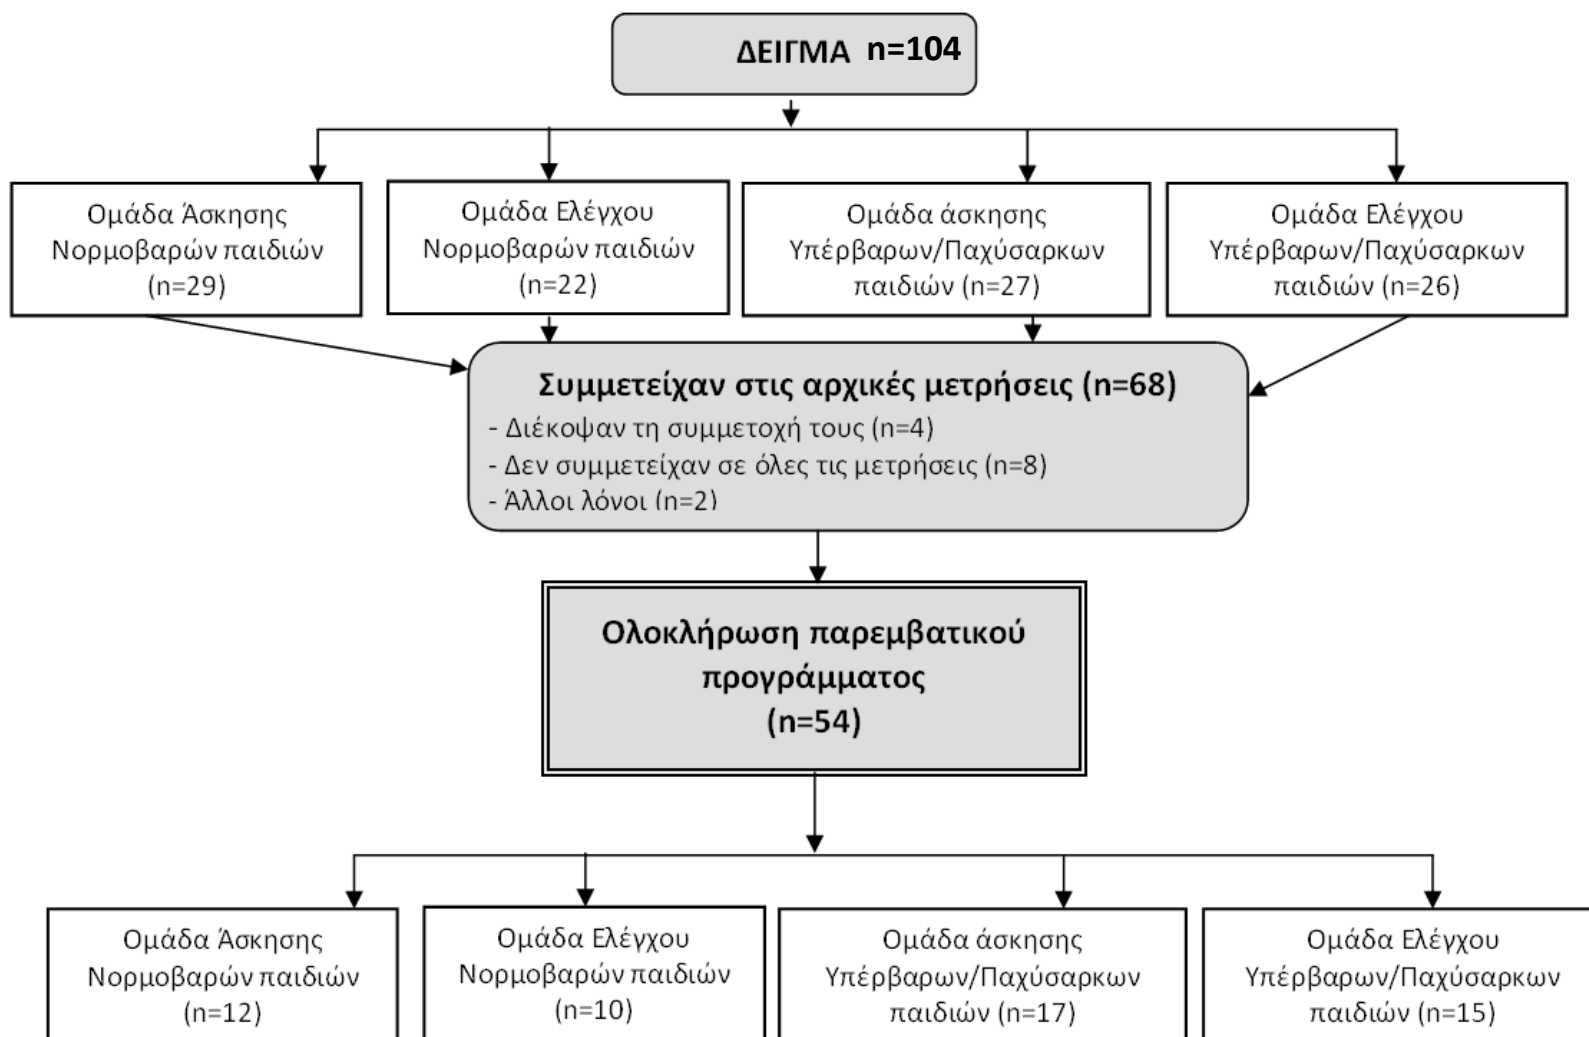 ΔΕΙΓΜΑ n=104
Ομάδα Άσκησης
Νορμοβαρών παιδιών
(n=29)
Ομάδα Ελέγχου
Νορμοβαρών παιδιών
(n=22)
Ομάδα άσκησης
Υπέρβαρων/Παχύσαρκων
παιδιών (n=27)
Ομάδα Ελέγχου
Υπέρβαρων/Παχύσαρκων
παιδιών (n=26)
Συμμετείχαν στις αρχικές μετρήσεις (n=68)
- Διέκοψαν τη συμμετοχή τους (n=4)
- Δεν συμμετείχαν σε όλες τις μετρήσεις (n=8)
- Άλλοι λόγοι (n=2)
Ολοκλήρωση παρεμβατικού
προγράμματος
(n=54)
Ομάδα Άσκησης
Νορμοβαρών παιδιών
(n=12)
Ομάδα Ελέγχου
Νορμοβαρών παιδιών
(n=10)
Ομάδα άσκησης
Υπέρβαρων/Παχύσαρκων
παιδιών (n=17)
Ομάδα Ελέγχου
Υπέρβαρων/Παχύσαρκων
παιδιών (n=15)